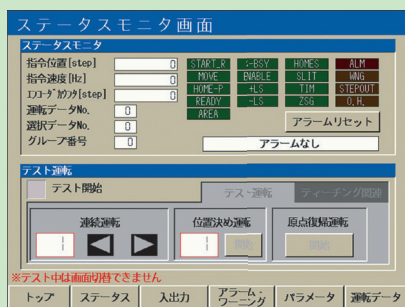 ステータスモニタ画面
ステータスモニタ
指令位置[step] 0
指令速度[Hz] 0
エンコーダカウンタ[step] 0
運転データNo. 0
選択データNo. 0
グループ番号 0
START_R S-BSY HOMES ALM
MOVE ENABLE SLIT WNG
HOME-P +LS TIM STEPOUT
READY -LS ZSG O.H.
AREA
アラームリセット
アラームなし
テスト運転
テスト開始
テスト運転 ティーチング関連
連続運転 位置決め運転 原点復帰運転
1 1 開始 開始
※テスト中は画面切替できません
トップ ステータス 入出力 アラーム・ワーニング パラメータ 運転データ